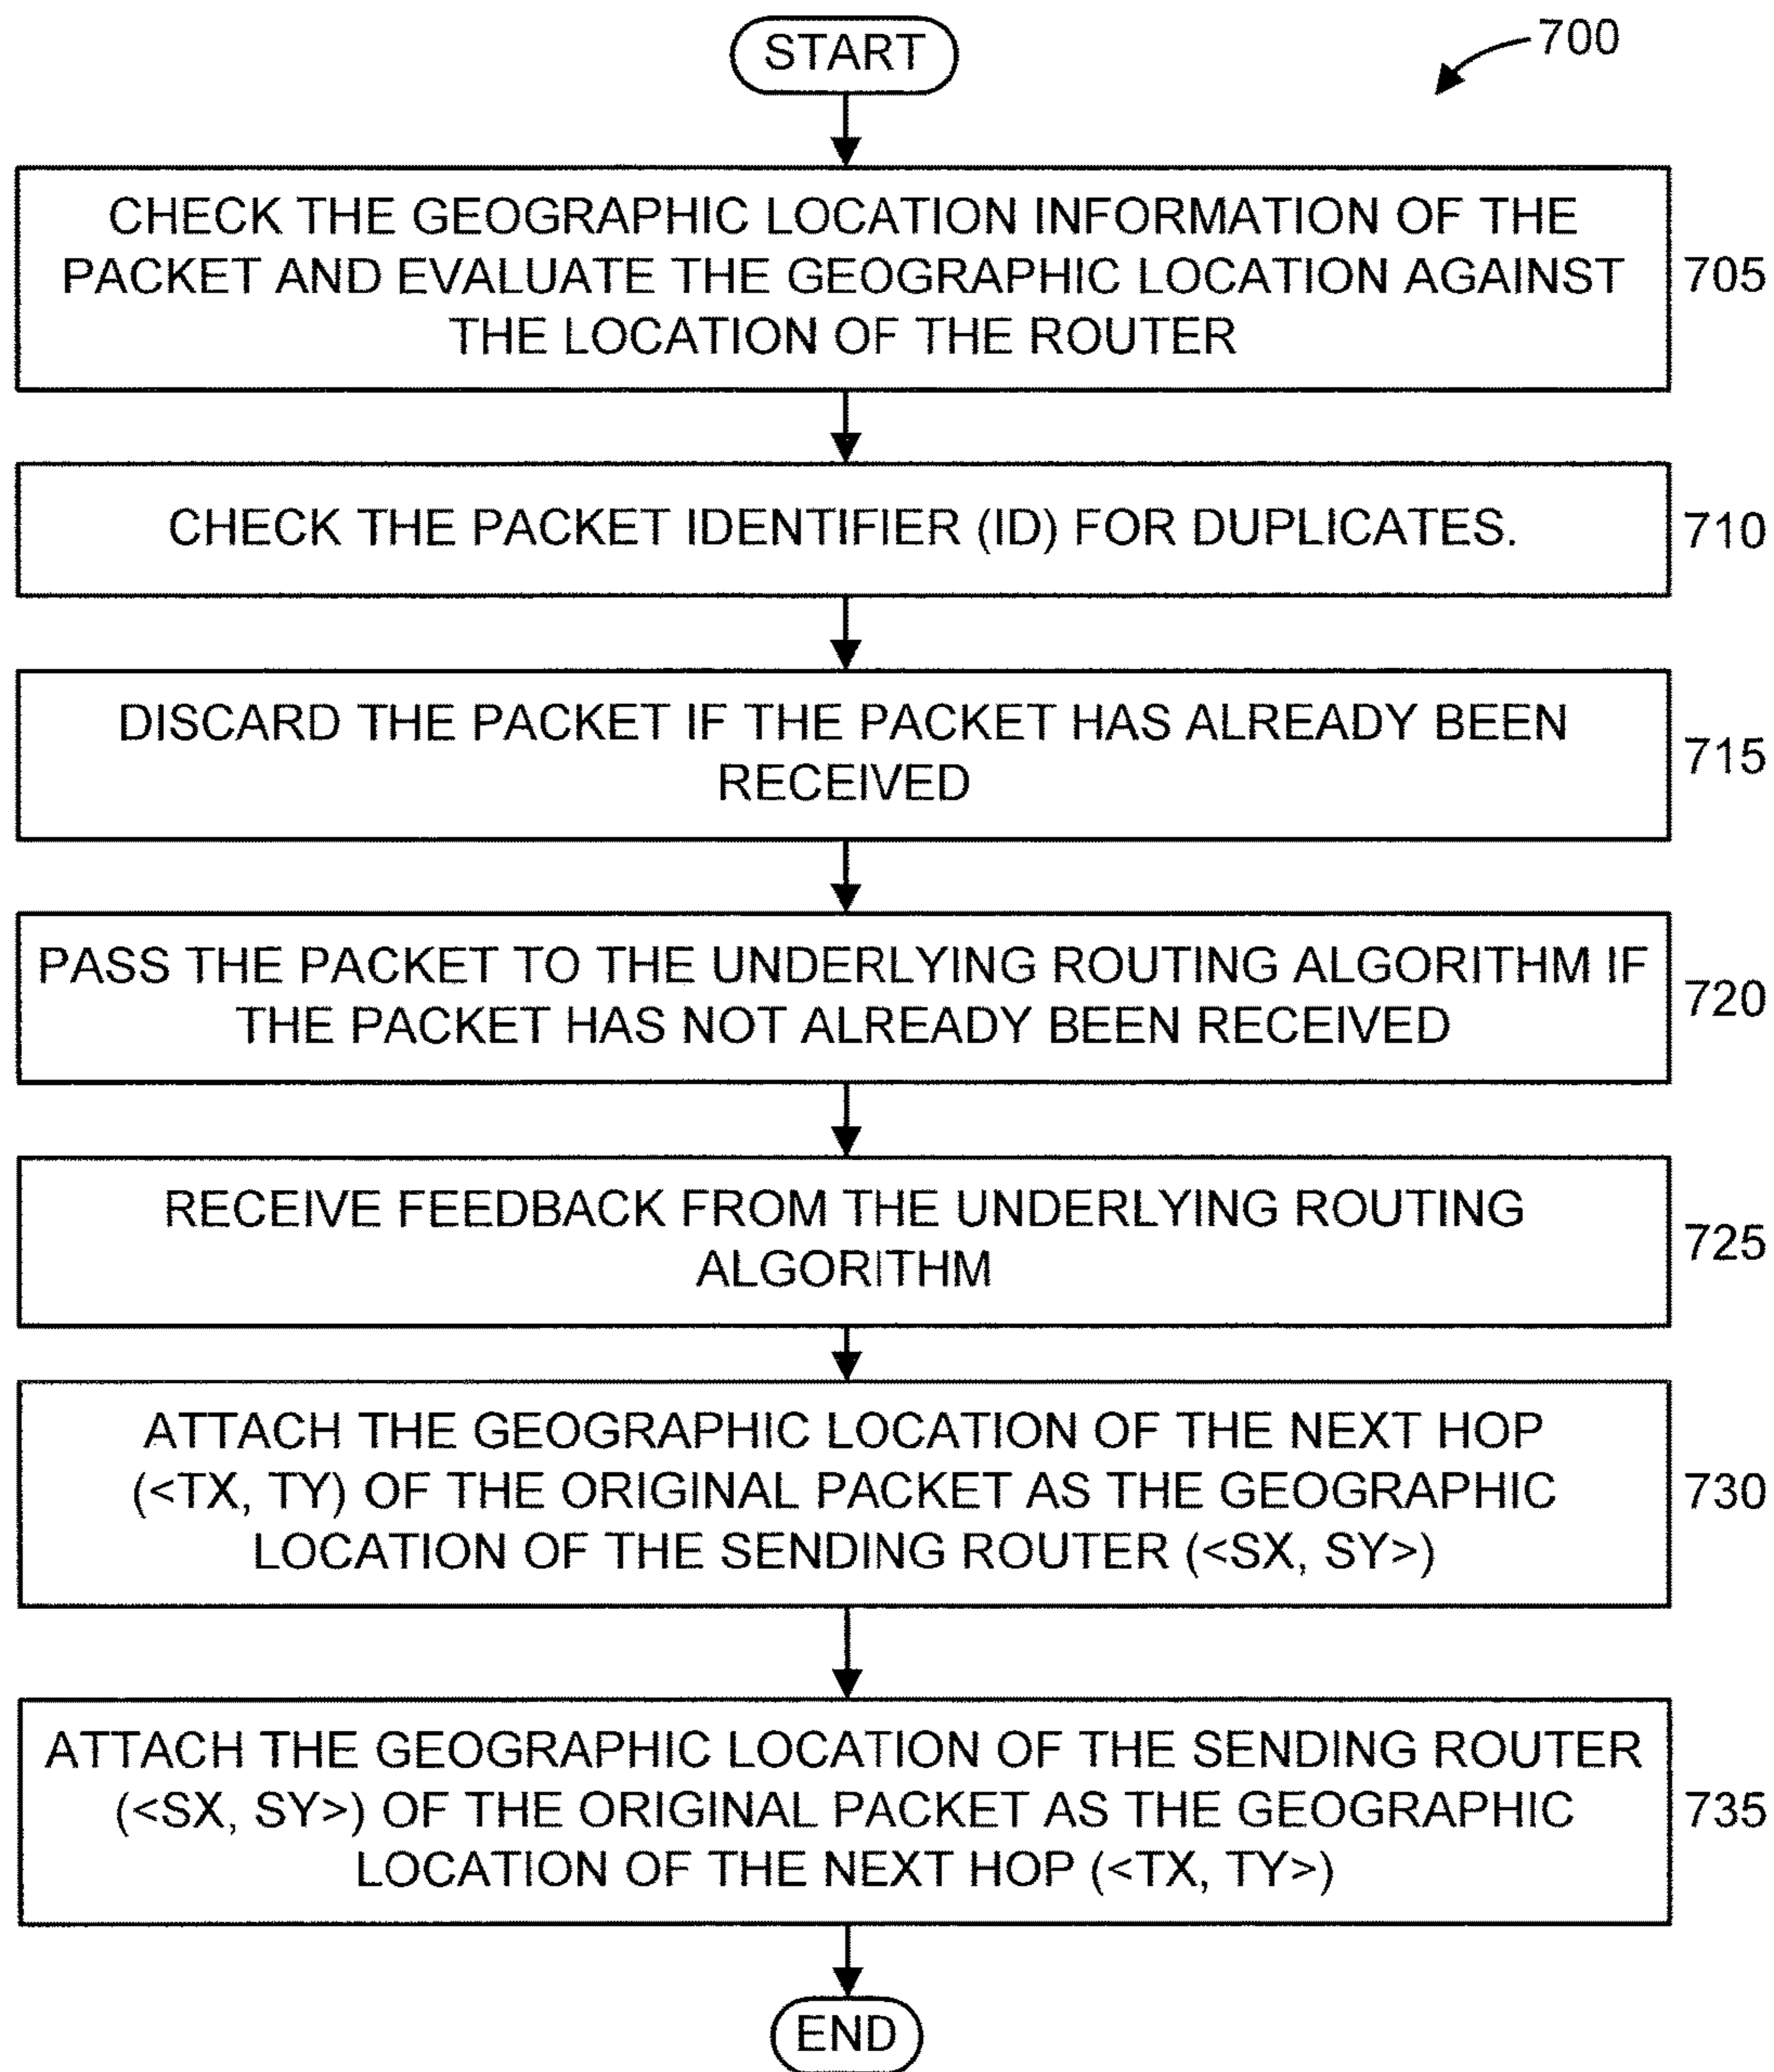 START
700
CHECK THE GEOGRAPHIC LOCATION INFORMATION OF THE
PACKET AND EVALUATE THE GEOGRAPHIC LOCATION AGAINST
THE LOCATION OF THE ROUTER
705
CHECK THE PACKET IDENTIFIER (ID) FOR DUPLICATES.
710
DISCARD THE PACKET IF THE PACKET HAS ALREADY BEEN
RECEIVED
715
PASS THE PACKET TO THE UNDERLYING ROUTING ALGORITHM IF
THE PACKET HAS NOT ALREADY BEEN RECEIVED
720
RECEIVE FEEDBACK FROM THE UNDERLYING ROUTING
ALGORITHM
725
ATTACH THE GEOGRAPHIC LOCATION OF THE NEXT HOP
(<TX, TY) OF THE ORIGINAL PACKET AS THE GEOGRAPHIC
LOCATION OF THE SENDING ROUTER (<SX, SY>)
730
ATTACH THE GEOGRAPHIC LOCATION OF THE SENDING ROUTER
(<SX, SY>) OF THE ORIGINAL PACKET AS THE GEOGRAPHIC
LOCATION OF THE NEXT HOP (<TX, TY>)
735
END